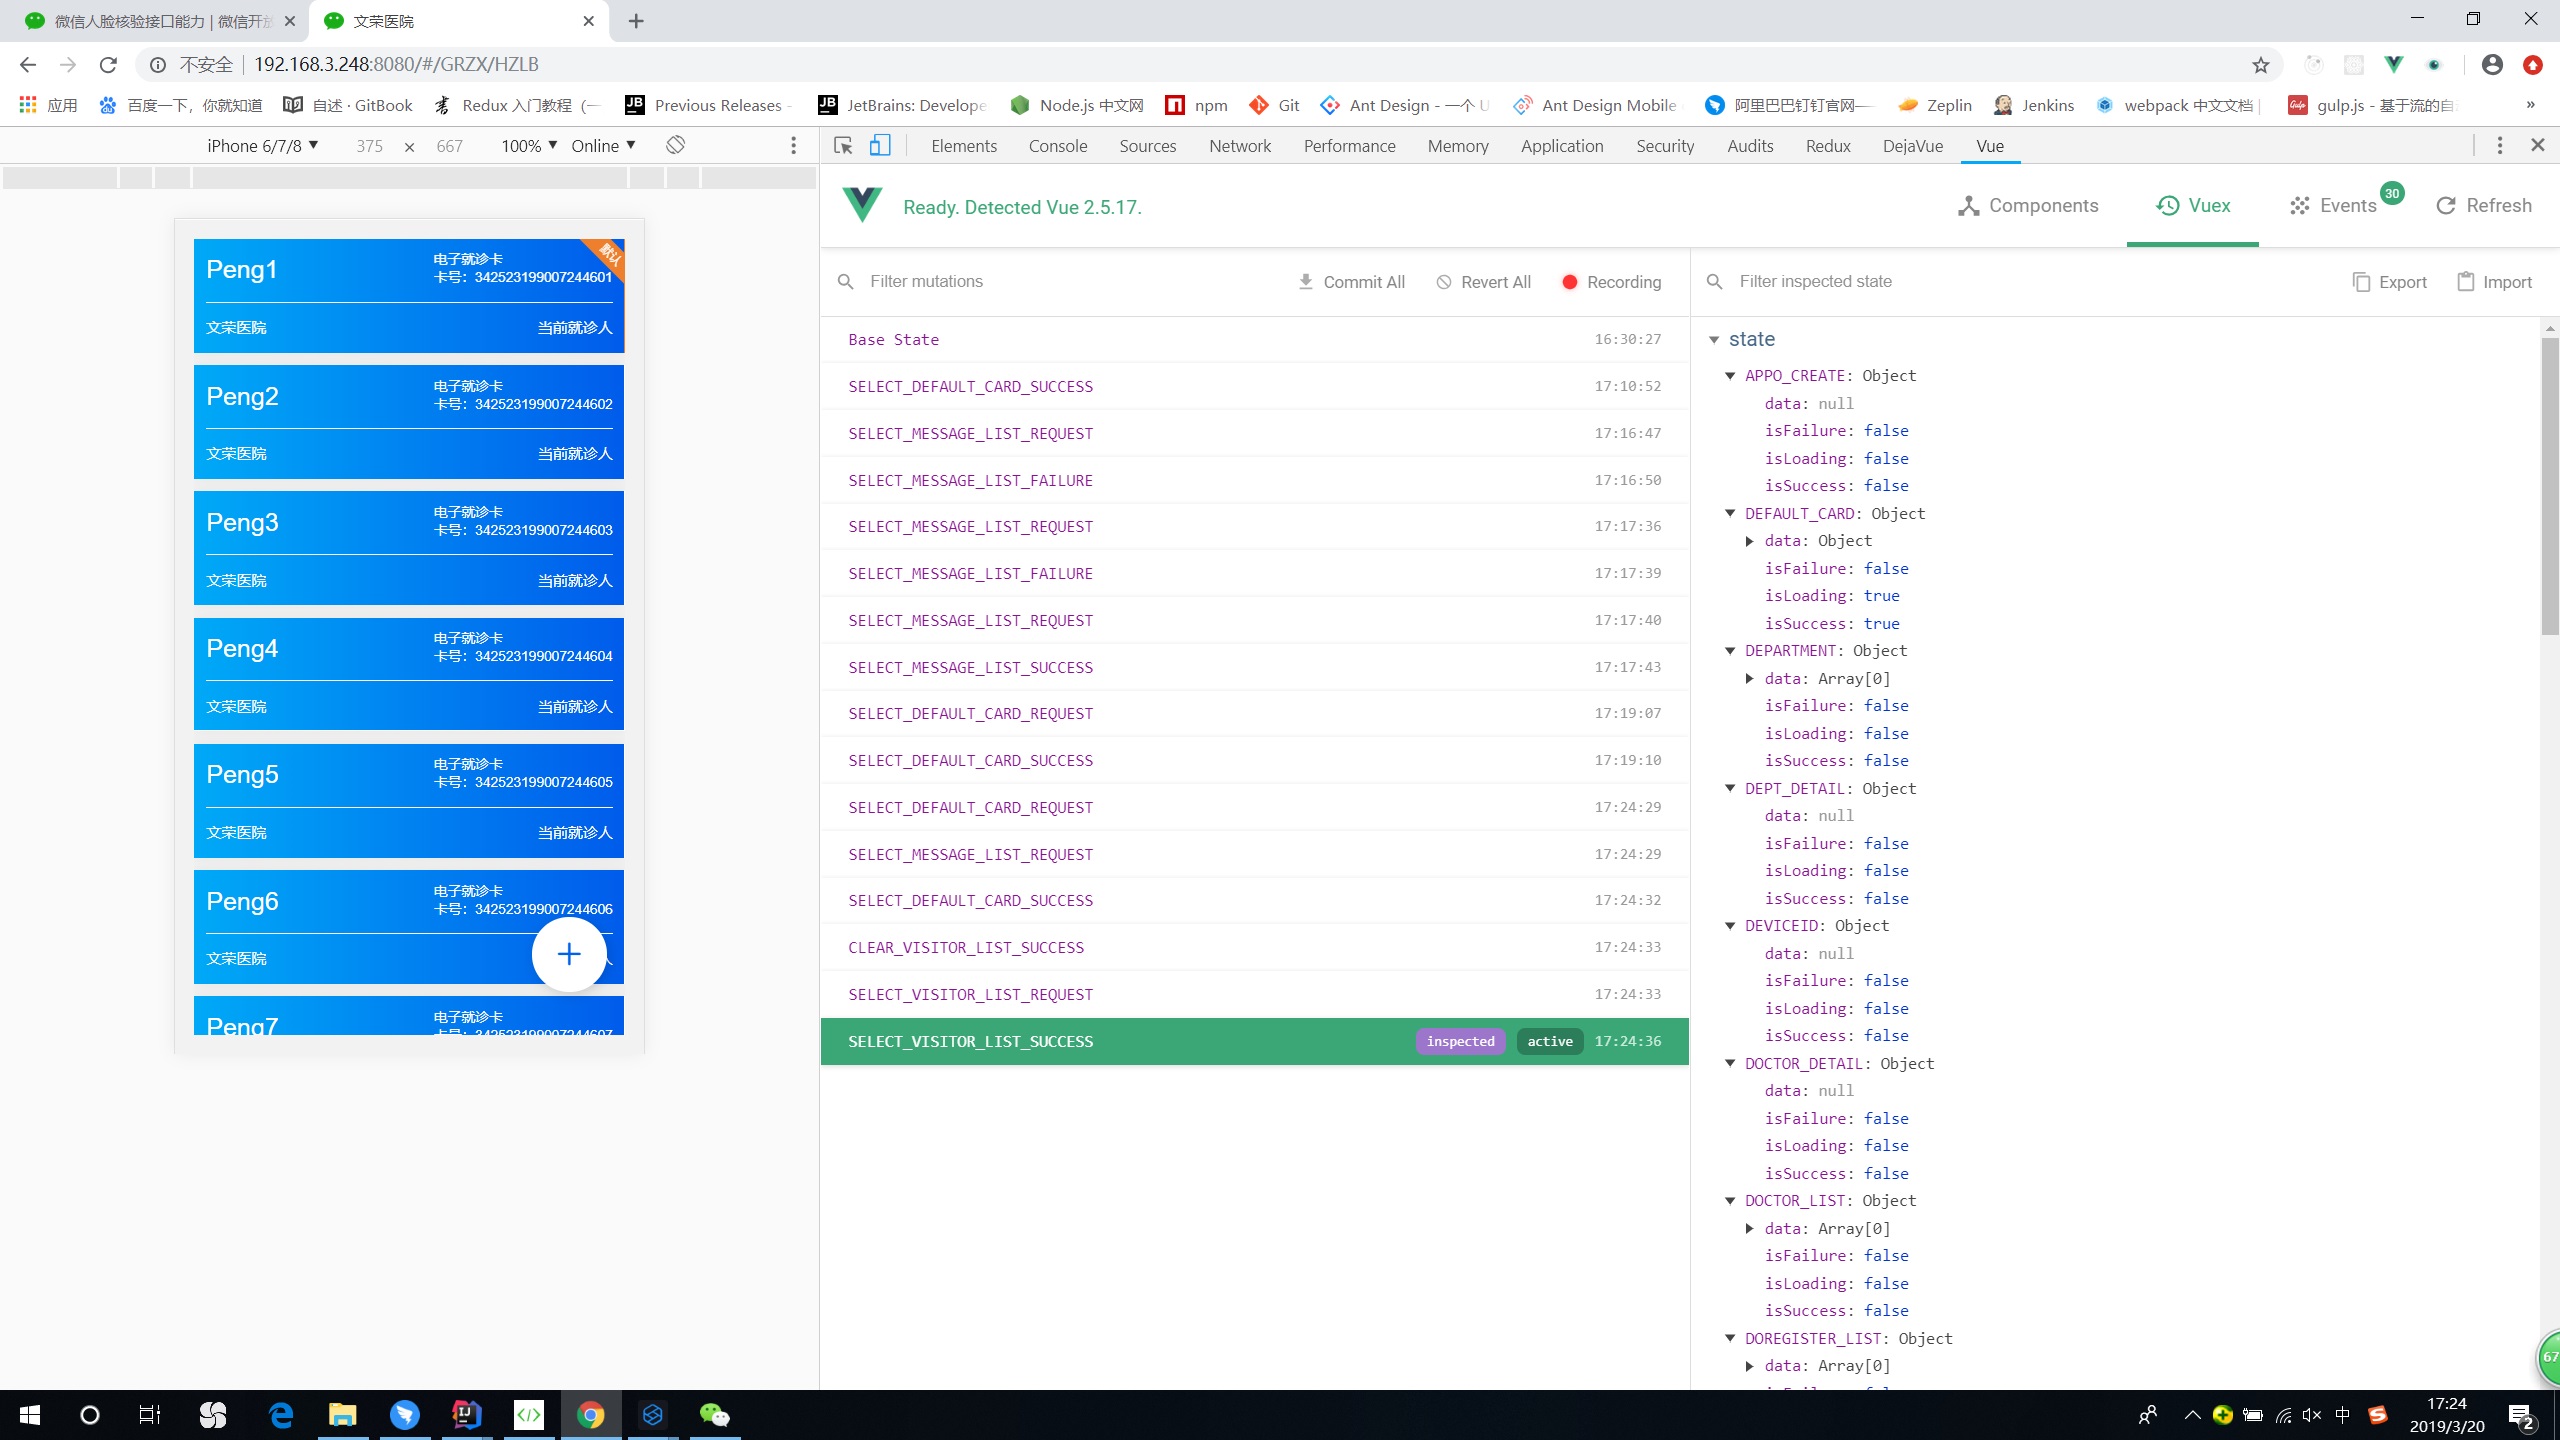 微信人脸核验接口能力 | 微信开放
文荣医院
不安全 192.168.3.248:8080/#/GRZX/HZLB
应用 百度一下，你就知道 自述 · GitBook Redux 入门教程（一 Previous Releases - JetBrains: Develope Node.js 中文网 npm Git Ant Design - 一个 U Ant Design Mobile 阿里巴巴钉钉官网— Zeplin Jenkins webpack 中文文档 | gulp.js - 基于流的自 »
iPhone 6/7/8 375 × 667 100% Online
Elements Console Sources Network Performance Memory Application Security Audits Redux DejaVue Vue
Ready. Detected Vue 2.5.17.
Components Vuex Events 30 Refresh
Filter mutations Commit All Revert All Recording
Filter inspected state Export Import
Peng1
电子就诊卡
卡号：342523199007244601
默认
文荣医院 当前就诊人
Peng2
电子就诊卡
卡号：342523199007244602
文荣医院 当前就诊人
Peng3
电子就诊卡
卡号：342523199007244603
文荣医院 当前就诊人
Peng4
电子就诊卡
卡号：342523199007244604
文荣医院 当前就诊人
Peng5
电子就诊卡
卡号：342523199007244605
文荣医院 当前就诊人
Peng6
电子就诊卡
卡号：342523199007244606
文荣医院 人
Peng7
电子就诊卡
卡号：342523199007244607
Base State 16:30:27
SELECT_DEFAULT_CARD_SUCCESS 17:10:52
SELECT_MESSAGE_LIST_REQUEST 17:16:47
SELECT_MESSAGE_LIST_FAILURE 17:16:50
SELECT_MESSAGE_LIST_REQUEST 17:17:36
SELECT_MESSAGE_LIST_FAILURE 17:17:39
SELECT_MESSAGE_LIST_REQUEST 17:17:40
SELECT_MESSAGE_LIST_SUCCESS 17:17:43
SELECT_DEFAULT_CARD_REQUEST 17:19:07
SELECT_DEFAULT_CARD_SUCCESS 17:19:10
SELECT_DEFAULT_CARD_REQUEST 17:24:29
SELECT_MESSAGE_LIST_REQUEST 17:24:29
SELECT_DEFAULT_CARD_SUCCESS 17:24:32
CLEAR_VISITOR_LIST_SUCCESS 17:24:33
SELECT_VISITOR_LIST_REQUEST 17:24:33
SELECT_VISITOR_LIST_SUCCESS inspected active 17:24:36
state
APPO_CREATE: Object
data: null
isFailure: false
isLoading: false
isSuccess: false
DEFAULT_CARD: Object
data: Object
isFailure: false
isLoading: true
isSuccess: true
DEPARTMENT: Object
data: Array[0]
isFailure: false
isLoading: false
isSuccess: false
DEPT_DETAIL: Object
data: null
isFailure: false
isLoading: false
isSuccess: false
DEVICEID: Object
data: null
isFailure: false
isLoading: false
isSuccess: false
DOCTOR_DETAIL: Object
data: null
isFailure: false
isLoading: false
isSuccess: false
DOCTOR_LIST: Object
data: Array[0]
isFailure: false
isLoading: false
isSuccess: false
DOREGISTER_LIST: Object
data: Array[0]
67
中
17:24
2019/3/20
2